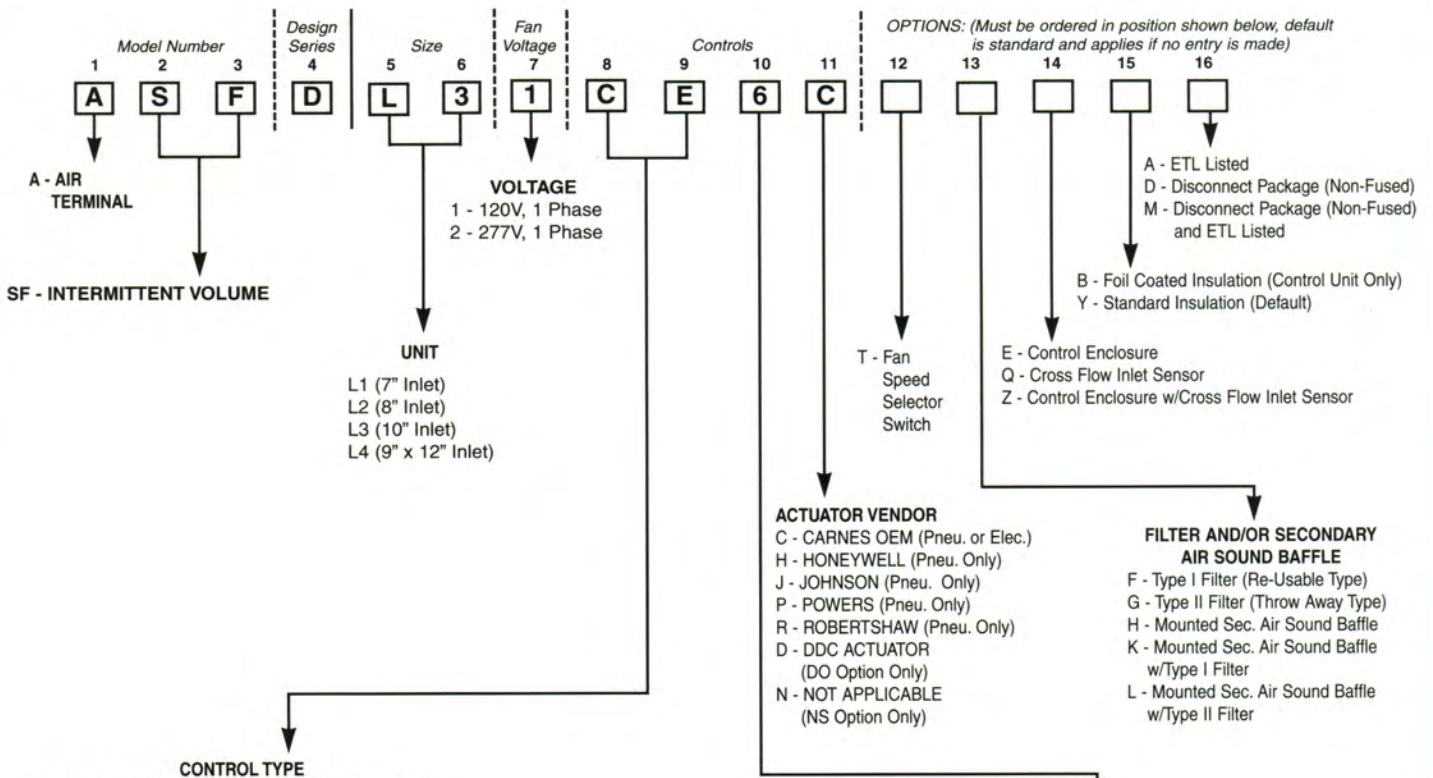 Model Number
Design
Series
Size
Fan
Voltage
Controls
OPTIONS: (Must be ordered in position shown below, default
is standard and applies if no entry is made)
1 2 3 4 5 6 7 8 9 10 11 12 13 14 15 16
A S F D L 3 1 C E 6 C
A - AIR
TERMINAL
SF - INTERMITTENT VOLUME
UNIT
L1 (7" Inlet)
L2 (8" Inlet)
L3 (10" Inlet)
L4 (9" x 12" Inlet)
VOLTAGE
1 - 120V, 1 Phase
2 - 277V, 1 Phase
CONTROL TYPE
ACTUATOR VENDOR
C - CARNES OEM (Pneu. or Elec.)
H - HONEYWELL (Pneu. Only)
J - JOHNSON (Pneu. Only)
P - POWERS (Pneu. Only)
R - ROBERTSHAW (Pneu. Only)
D - DDC ACTUATOR
(DO Option Only)
N - NOT APPLICABLE
(NS Option Only)
T - Fan
Speed
Selector
Switch
FILTER AND/OR SECONDARY
AIR SOUND BAFFLE
F - Type I Filter (Re-Usable Type)
G - Type II Filter (Throw Away Type)
H - Mounted Sec. Air Sound Baffle
K - Mounted Sec. Air Sound Baffle
w/Type I Filter
L - Mounted Sec. Air Sound Baffle
w/Type II Filter
E - Control Enclosure
Q - Cross Flow Inlet Sensor
Z - Control Enclosure w/Cross Flow Inlet Sensor
B - Foil Coated Insulation (Control Unit Only)
Y - Standard Insulation (Default)
A - ETL Listed
D - Disconnect Package (Non-Fused)
M - Disconnect Package (Non-Fused)
and ETL Listed